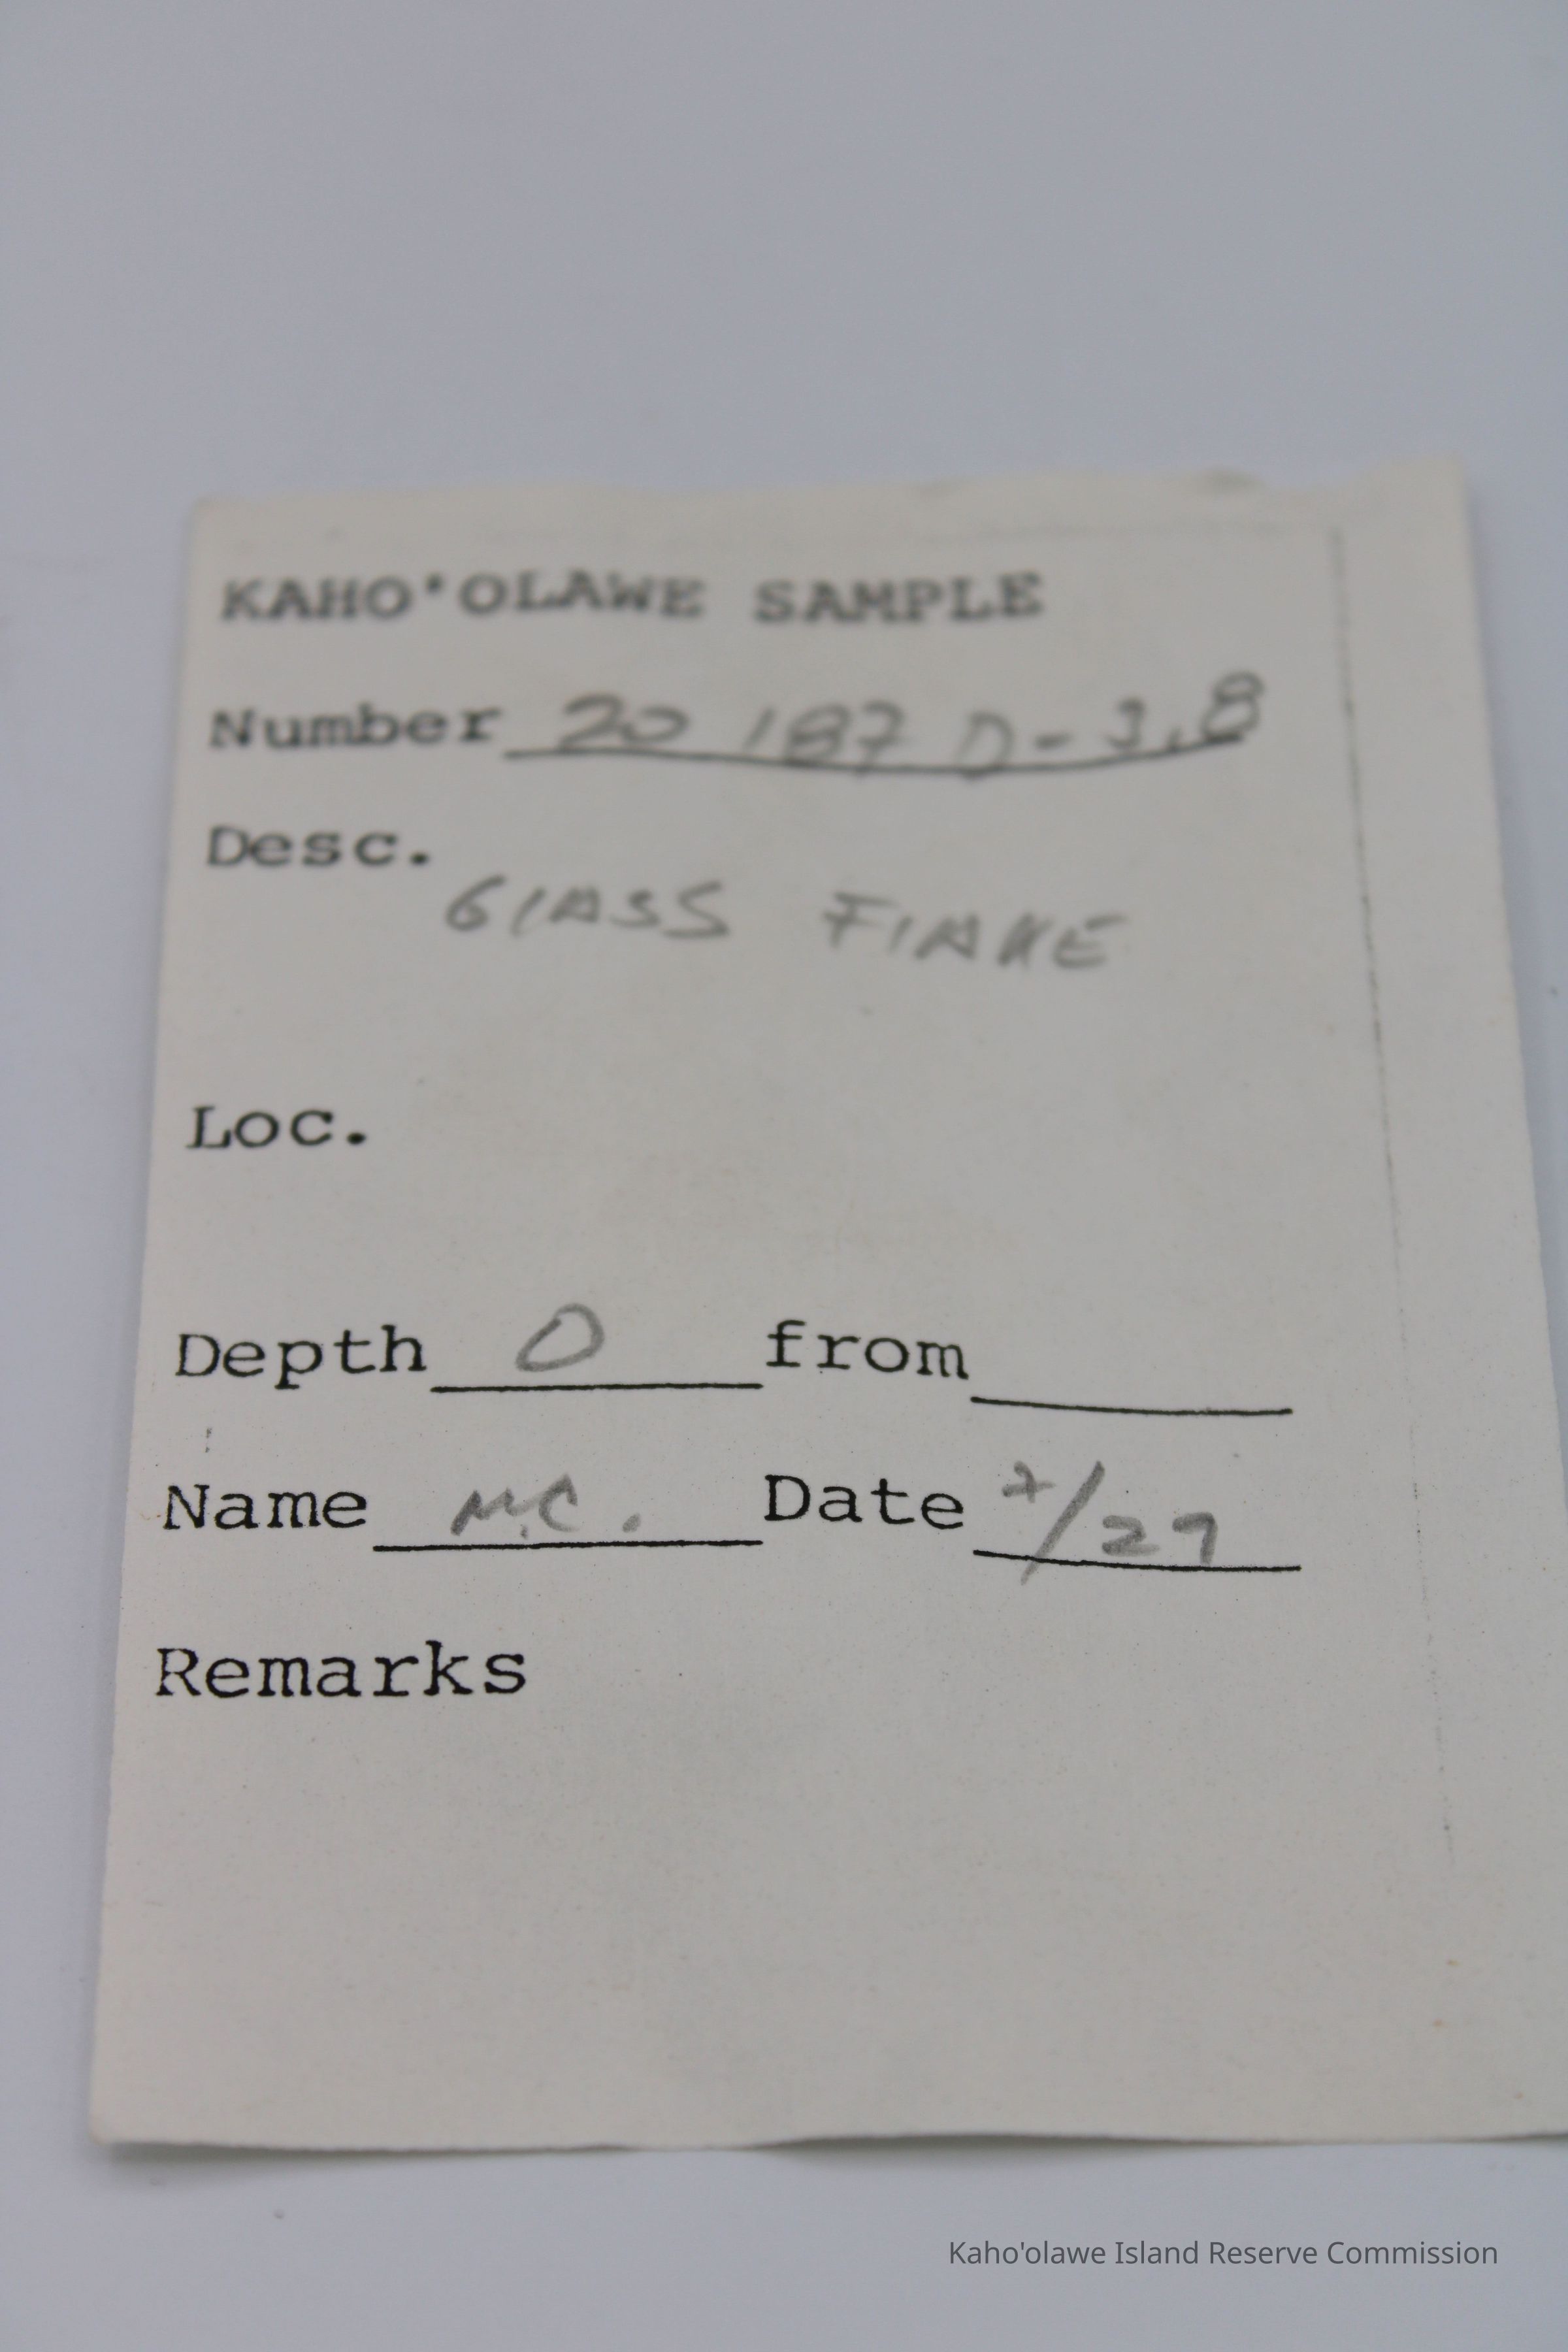 KAHO'OLAWE SAMPLE
Number 20 187 D-3,8
Desc.
GLASS FLAKE
Loc.
Depth 0 from
Name M.C. Date 7/27
Remarks
Kaho'olawe Island Reserve Commission